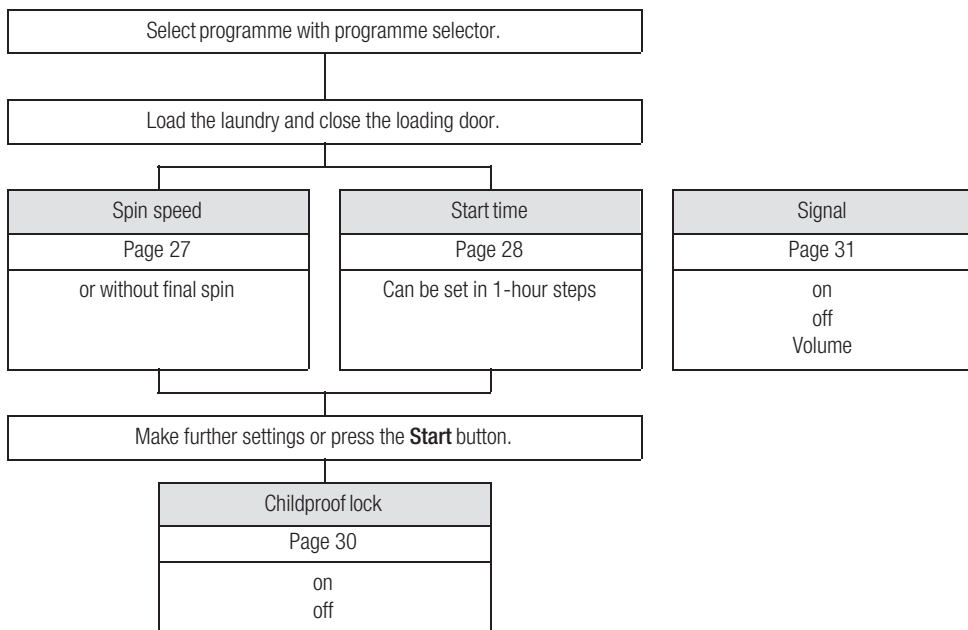 Select programme with programme selector.
Load the laundry and close the loading door.
Spin speed
Page 27
or without final spin
Start time
Page 28
Can be set in 1-hour steps
Signal
Page 31
on
off
Volume
Make further settings or press the Start button.
Childproof lock
Page 30
on
off